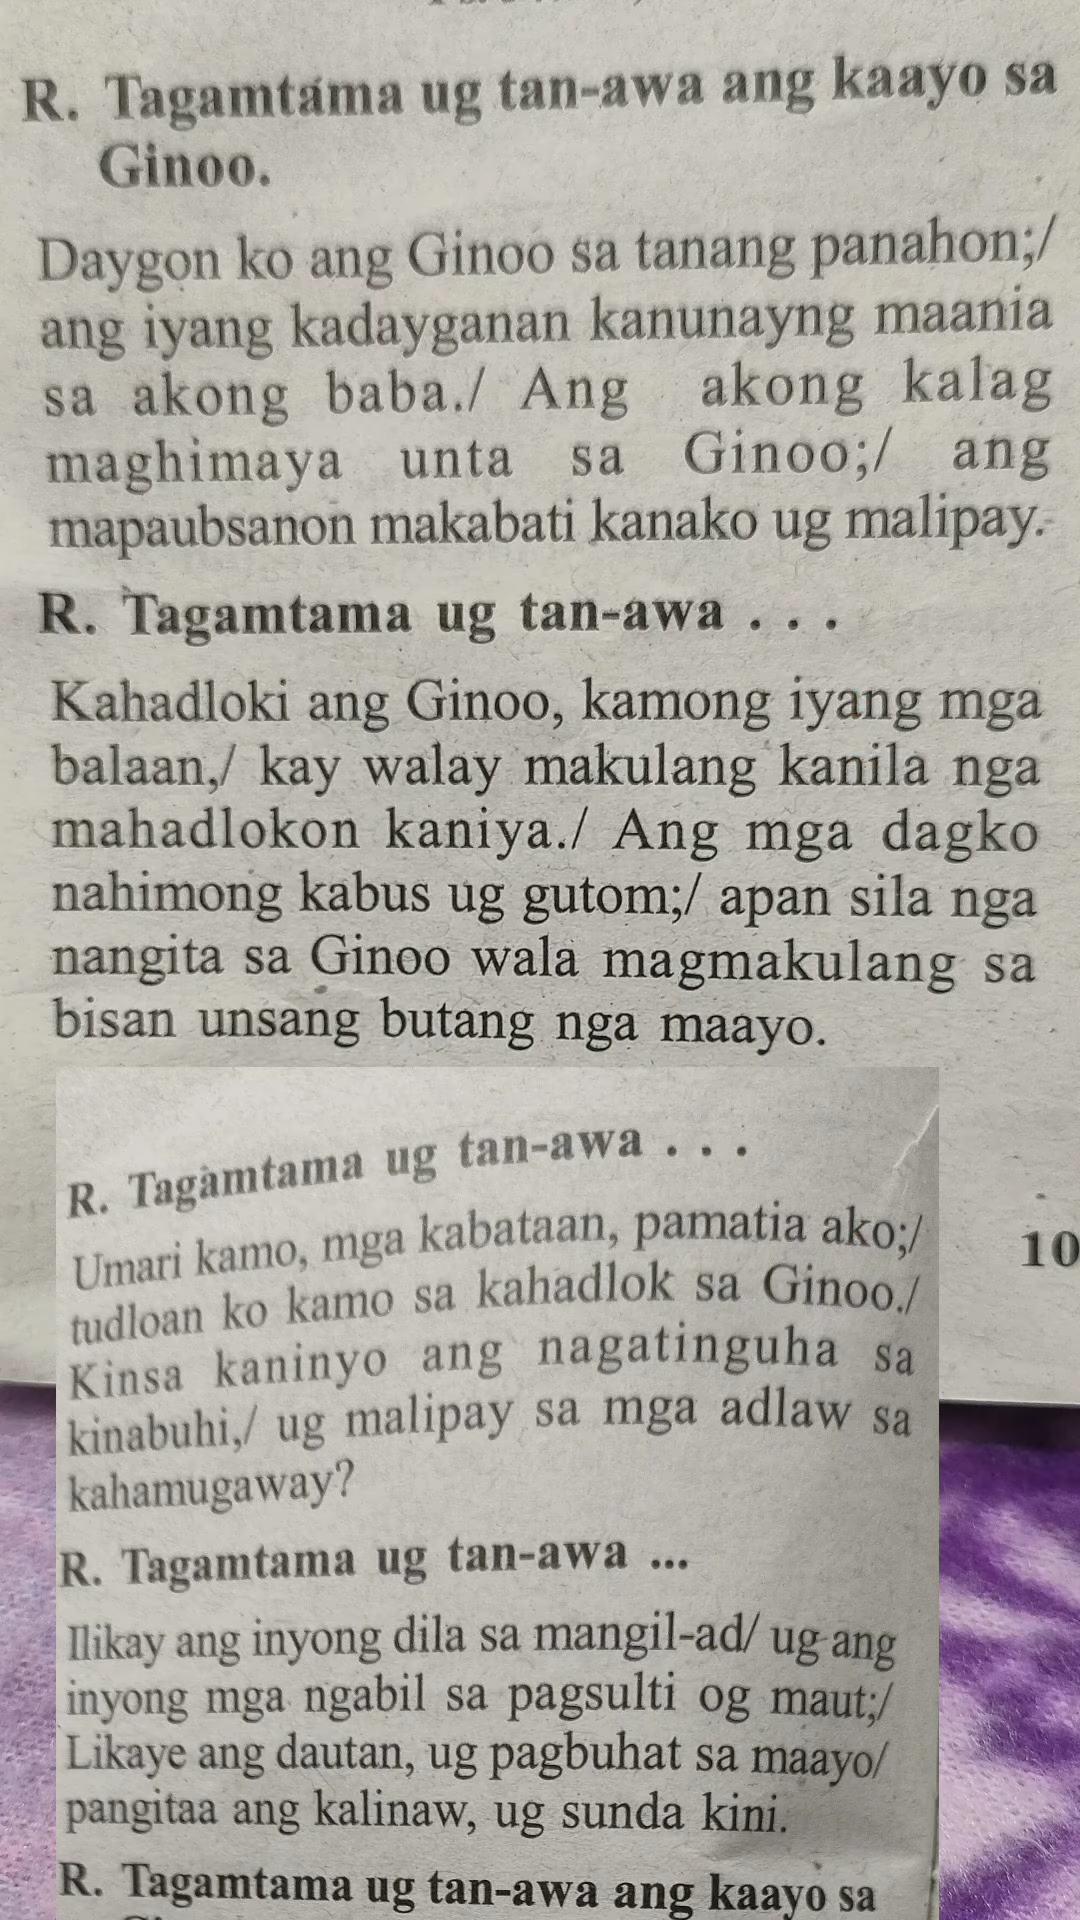 R. Tagamtama ug tan-awa ang kaayo sa
Ginoo.
Daygon ko ang Ginoo sa tanang panahon;/
ang iyang kadayganan kanunayng maania
sa akong baba./ Ang akong kalag
maghimaya unta sa Ginoo;/ ang
mapaubsanon makabati kanako ug malipay.
R. Tagamtama ug tan-awa . . .
Kahadloki ang Ginoo, kamong iyang mga
balaan,/ kay walay makulang kanila nga
mahadlokon kaniya./ Ang mga dagko
nahimong kabus ug gutom;/ apan sila nga
nangita sa Ginoo wala magmakulang sa
bisan unsang butang nga maayo.
R. Tagamtama ug tan-awa . . .
Umari kamo, mga kabataan, pamatia ako;/
tudloan ko kamo sa kahadlok sa Ginoo./
Kinsa kaninyo ang nagatinguha sa
kinabuhi,/ ug malipay sa mga adlaw sa
kahamugaway?
10
R. Tagamtama ug tan-awa ...
Ilikay ang inyong dila sa mangil-ad/ ug ang
inyong mga ngabil sa pagsulti og maut;/
Likaye ang dautan, ug pagbuhat sa maayo/
pangitaa ang kalinaw, ug sunda kini.
R. Tagamtama ug tan-awa ang kaayo sa